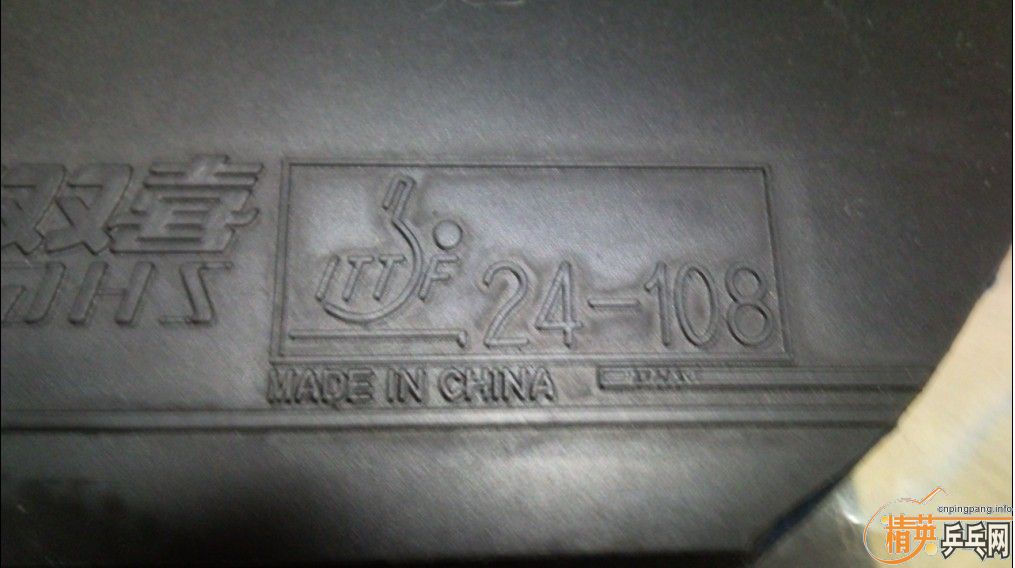 双喜
DHS
ITTF
24-108
MADE IN CHINA
cnpingpang.info
精英乒乓网